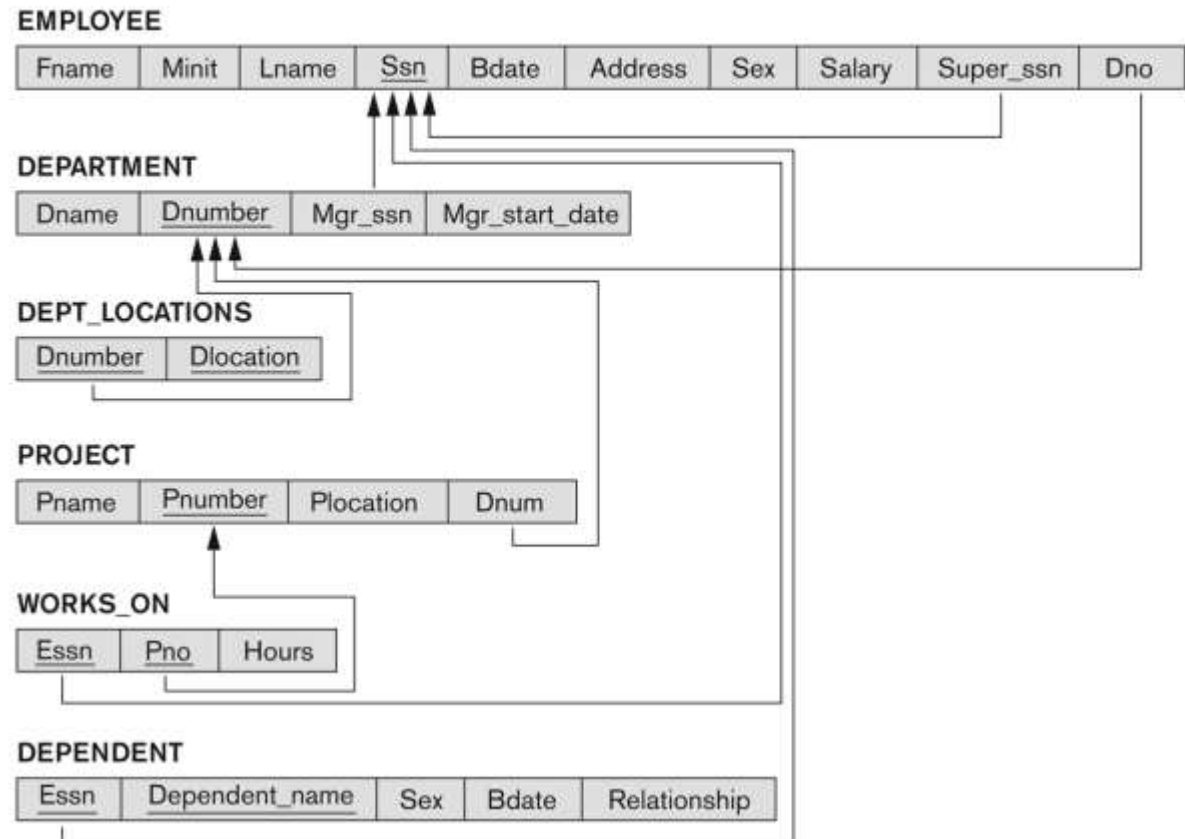 EMPLOYEE
Fname Minit Lname Ssn Bdate Address Sex Salary Super_ssn Dno
DEPARTMENT
Dname Dnumber Mgr_ssn Mgr_start_date
DEPT_LOCATIONS
Dnumber Dlocation
PROJECT
Pname Pnumber Plocation Dnum
WORKS_ON
Essn Pno Hours
DEPENDENT
Essn Dependent_name Sex Bdate Relationship